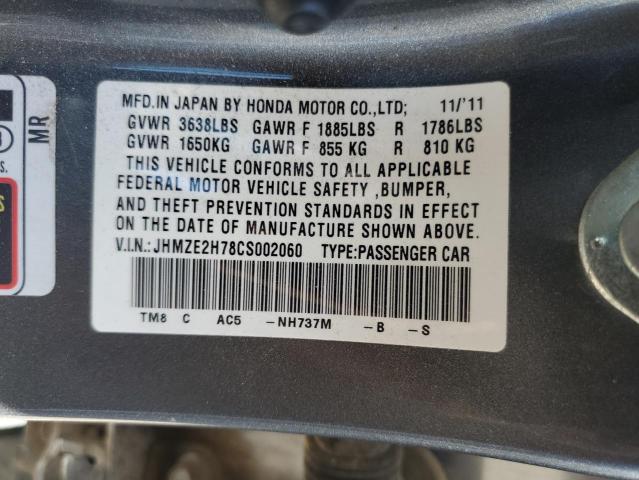 MFD.IN JAPAN BY HONDA MOTOR CO.,LTD; 11/'11
GVWR 3638LBS GAWR F 1885LBS R 1786LBS
GVWR 1650KG GAWR F 855 KG R 810 KG
THIS VEHICLE CONFORMS TO ALL APPLICABLE
FEDERAL MOTOR VEHICLE SAFETY ,BUMPER,
AND THEFT PREVENTION STANDARDS IN EFFECT
ON THE DATE OF MANUFACTURE SHOWN ABOVE.
V.I.N.:JHMZE2H78CS002060 TYPE:PASSENGER CAR
TM8 C AC5 -NH737M -B -S
MR